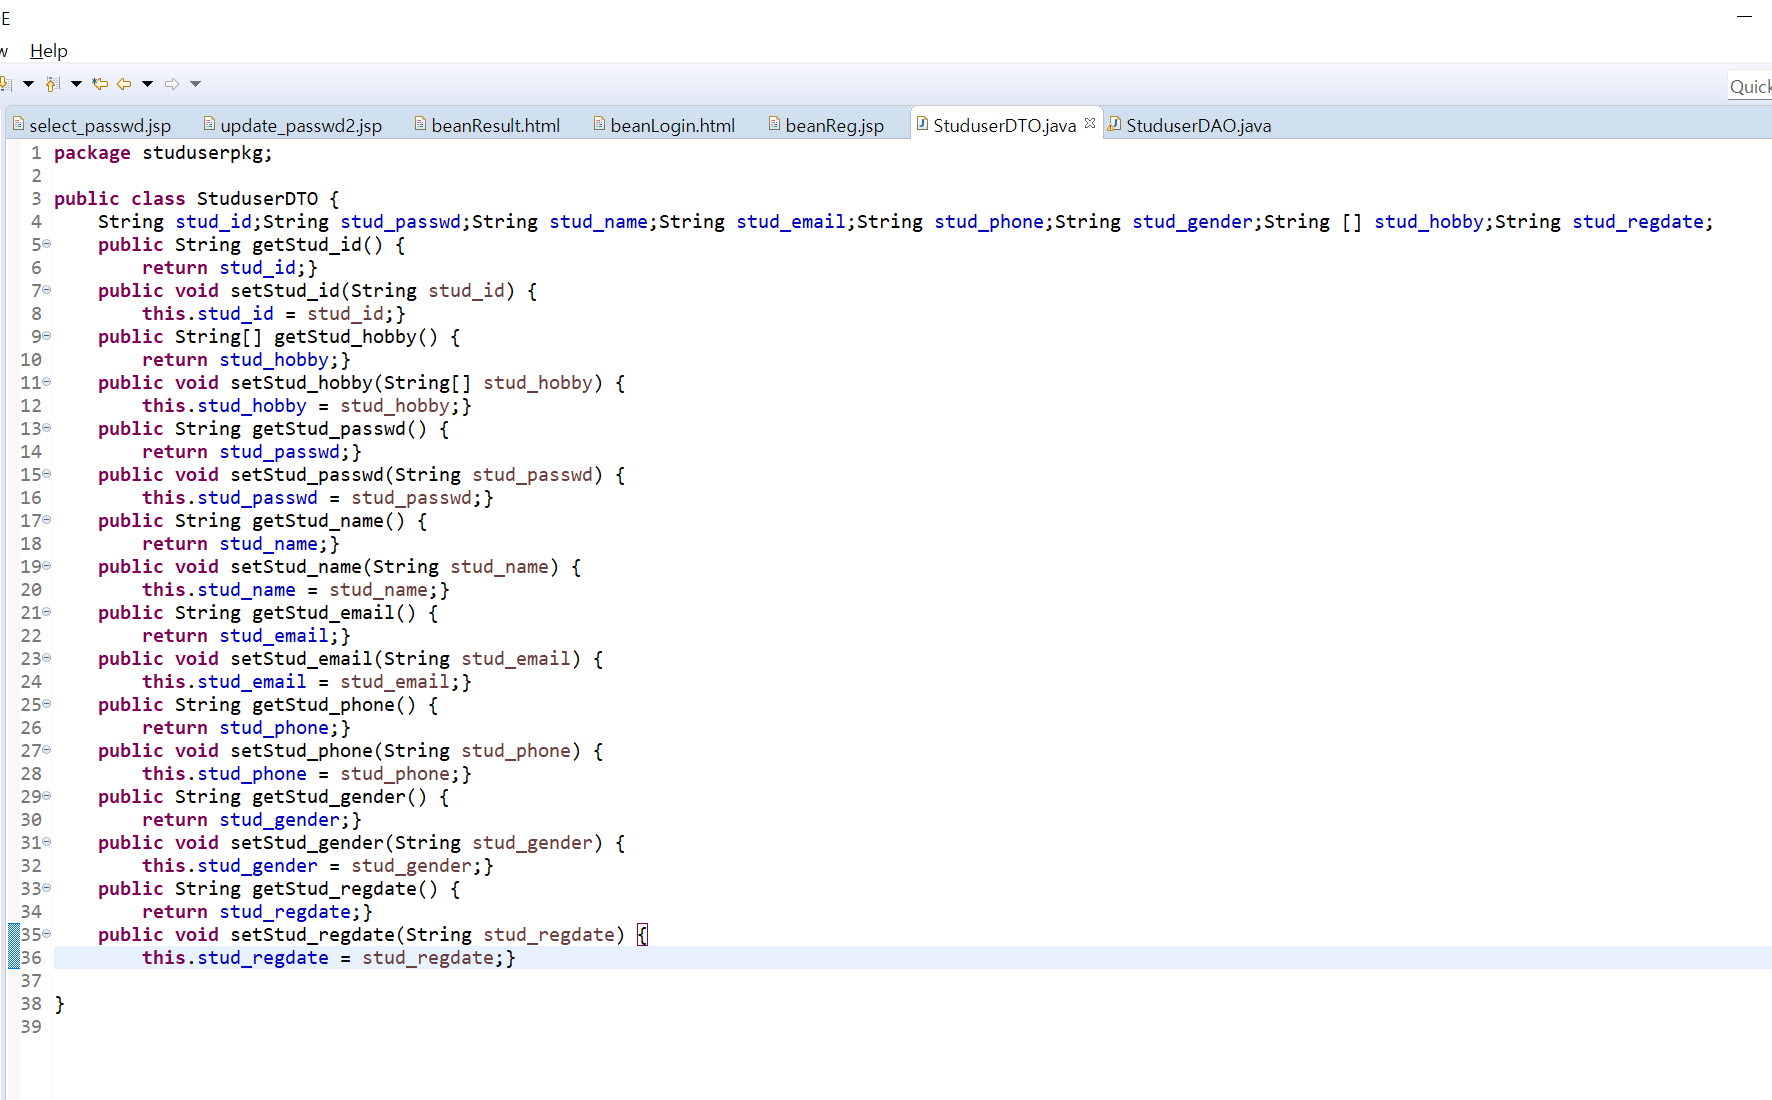 E
w Help
Quick
select_passwd.jsp update_passwd2.jsp beanResult.html beanLogin.html beanReg.jsp StuduserDTO.java StuduserDAO.java
1 package studuserpkg;
2
3 public class StuduserDTO {
4 String stud_id;String stud_passwd;String stud_name;String stud_email;String stud_phone;String stud_gender;String [] stud_hobby;String stud_regdate;
5 public String getStud_id() {
6 return stud_id;}
7 public void setStud_id(String stud_id) {
8 this.stud_id = stud_id;}
9 public String[] getStud_hobby() {
10 return stud_hobby;}
11 public void setStud_hobby(String[] stud_hobby) {
12 this.stud_hobby = stud_hobby;}
13 public String getStud_passwd() {
14 return stud_passwd;}
15 public void setStud_passwd(String stud_passwd) {
16 this.stud_passwd = stud_passwd;}
17 public String getStud_name() {
18 return stud_name;}
19 public void setStud_name(String stud_name) {
20 this.stud_name = stud_name;}
21 public String getStud_email() {
22 return stud_email;}
23 public void setStud_email(String stud_email) {
24 this.stud_email = stud_email;}
25 public String getStud_phone() {
26 return stud_phone;}
27 public void setStud_phone(String stud_phone) {
28 this.stud_phone = stud_phone;}
29 public String getStud_gender() {
30 return stud_gender;}
31 public void setStud_gender(String stud_gender) {
32 this.stud_gender = stud_gender;}
33 public String getStud_regdate() {
34 return stud_regdate;}
35 public void setStud_regdate(String stud_regdate) {
36 this.stud_regdate = stud_regdate;}
37
38 }
39